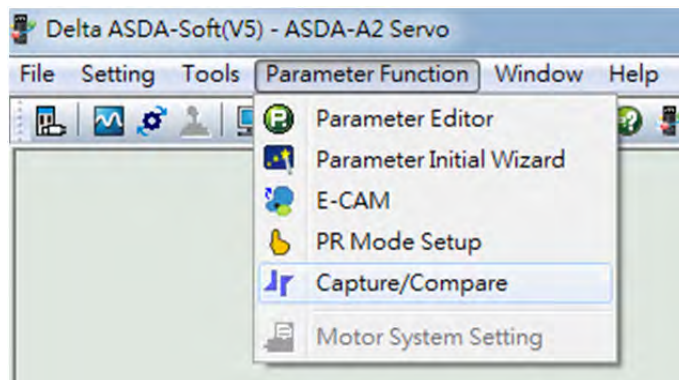 Delta ASDA-Soft(V5) - ASDA-A2 Servo
File Setting Tools Parameter Function Window Help
Parameter Editor
Parameter Initial Wizard
E-CAM
PR Mode Setup
Capture/Compare
Motor System Setting